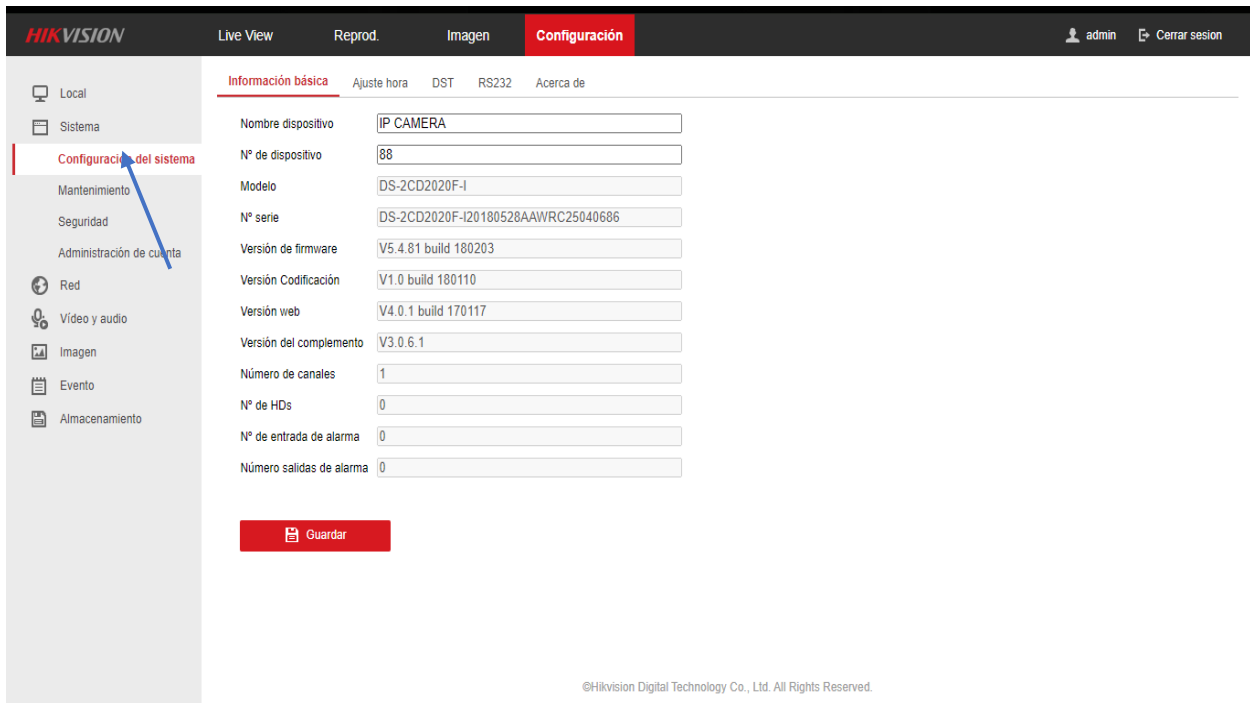 HIKVISION Live View Reprod. Imagen Configuración admin Cerrar sesion
Local
Sistema
Configuración del sistema
Mantenimiento
Seguridad
Administración de cuenta
Red
Vídeo y audio
Imagen
Evento
Almacenamiento
Información básica Ajuste hora DST RS232 Acerca de
Nombre dispositivo IP CAMERA
Nº de dispositivo 88
Modelo DS-2CD2020F-I
Nº serie DS-2CD2020F-I20180528AAWRC25040686
Versión de firmware V5.4.81 build 180203
Versión Codificación V1.0 build 180110
Versión web V4.0.1 build 170117
Versión del complemento V3.0.6.1
Número de canales 1
Nº de HDs 0
Nº de entrada de alarma 0
Número salidas de alarma 0
Guardar
©Hikvision Digital Technology Co., Ltd. All Rights Reserved.